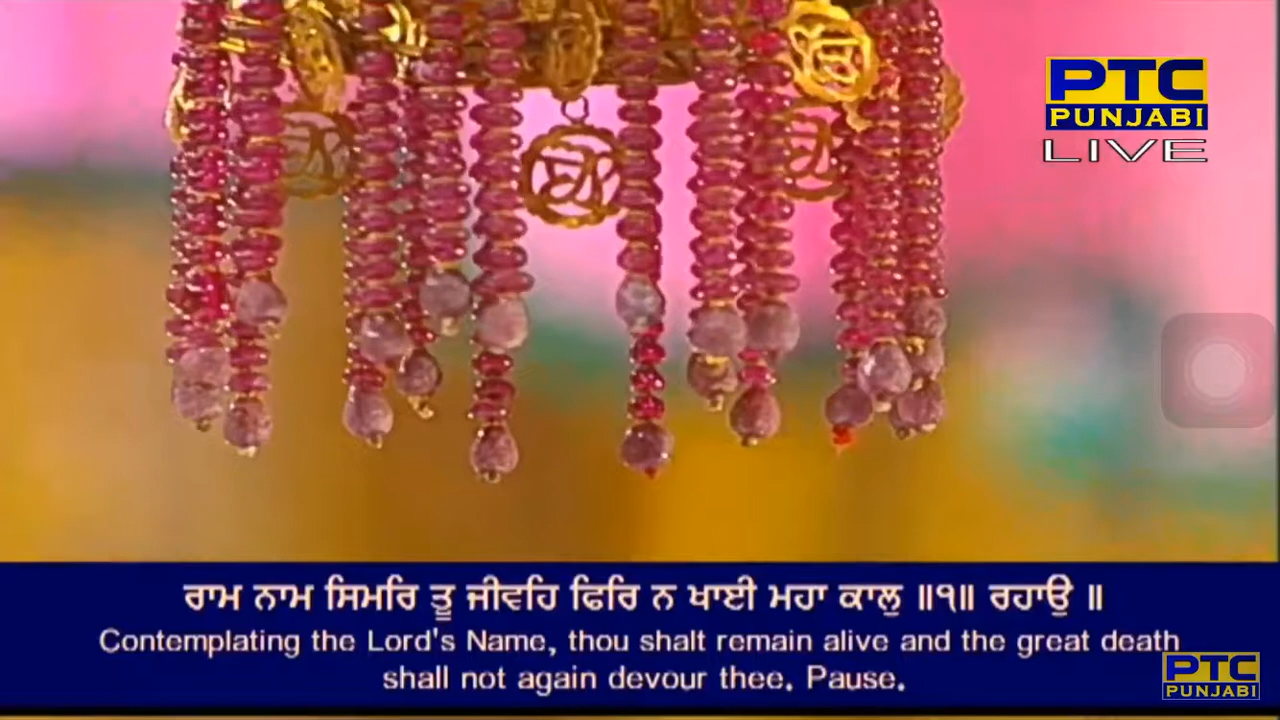 PTC
PUNJABI
LIVE
ਰਾਮ ਨਾਮ ਸਿਮਰਿ ਤੂ ਜੀਵਹਿ ਫਿਰਿ ਨ ਖਾਈ ਮਹਾ ਕਾਲੁ ॥੧॥ ਰਹਾਉ ॥
Contemplating the Lord's Name, thou shalt remain alive and the great death
shall not again devour thee. Pause.
PTC
PUNJABI